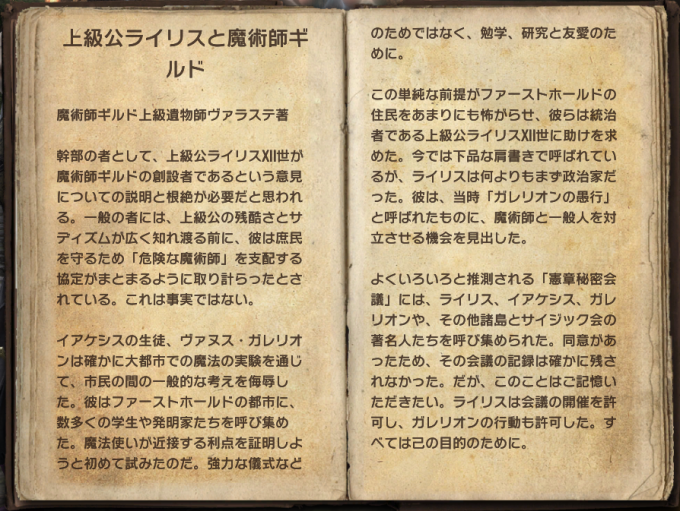 上級公ライリスと魔術師ギ
ルド
魔術師ギルド上級遺物師ヴァラステ著
幹部の者として、上級公ライリスXII世が
魔術師ギルドの創設者であるという意見
についての説明と根絶が必要だと思われ
る。一般の者には、上級公の残酷さとサ
ディズムが広く知れ渡る前に、彼は庶民
を守るため「危険な魔術師」を支配する
協定がまとまるように取り計らったとさ
れている。これは事実ではない。
イアケシスの生徒、ヴァヌス・ガレリオ
ンは確かに大都市での魔法の実験を通じ
て、市民の間の一般的な考えを侮辱し
た。彼はファーストホールドの都市に、
数多くの学生や発明家たちを呼び集め
た。魔法使いが近接する利点を証明しよ
うと初めて試みたのだ。強力な儀式など
のためではなく、勉学、研究と友愛のた
めに。
この単純な前提がファーストホールドの
住民をあまりにも怖がらせ、彼らは統治
者である上級公ライリスXII世に助けを求
めた。今では下品な肩書きで呼ばれてい
るが、ライリスは何よりもまず政治家だ
った。彼は、当時「ガレリオンの愚行」
と呼ばれたものに、魔術師と一般人を対
立させる機会を見出した。
よくいろいろと推測される「憲章秘密会
議」には、ライリス、イアケシス、ガレ
リオンや、その他諸島とサイジック会の
著名人たちを呼び集められた。同意があ
ったため、その会議の記録は確かに残さ
れなかった。だが、このことはご記憶い
ただきたい。ライリスは会議の開催を許
可し、ガレリオンの行動も許可した。す
べては己の目的のために。